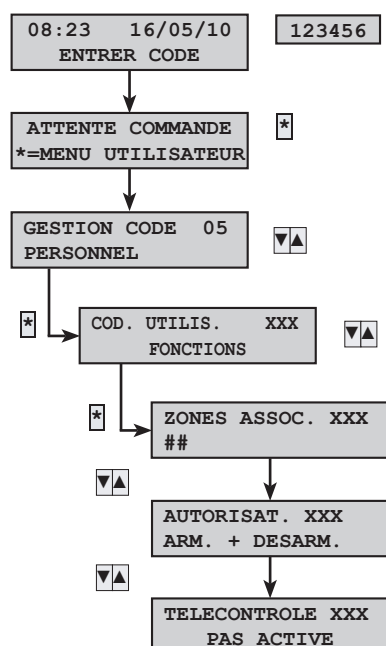 08:23 16/05/10
ENTRER CODE
123456
ATTENTE COMMANDE
*=MENU UTILISATEUR
*
GESTION CODE 05
PERSONNEL
▼▲
*
COD. UTILIS. XXX
FONCTIONS
▼▲
*
ZONES ASSOC. XXX
##
▼▲
AUTORISAT. XXX
ARM. + DESARM.
▼▲
TELECONTROLE XXX
PAS ACTIVE